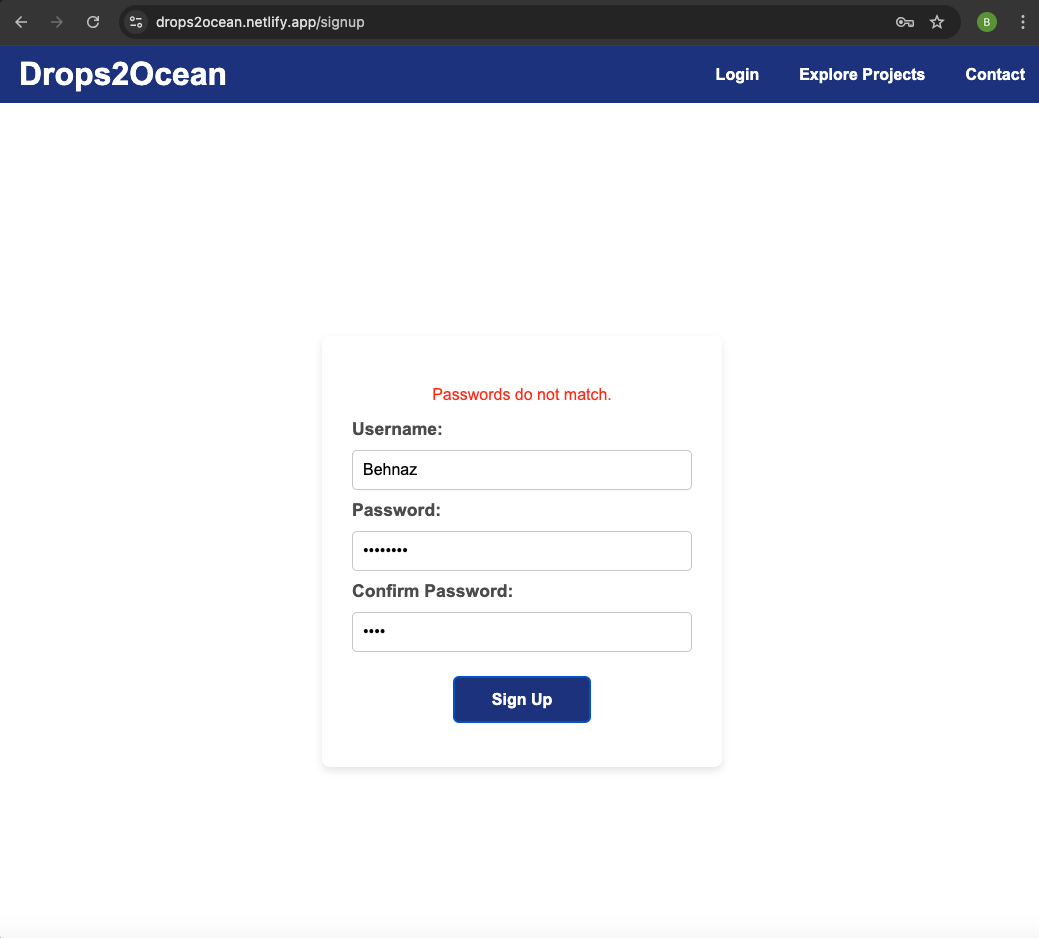 drops2ocean.netlify.app/signup
B
Drops2Ocean
Login Explore Projects Contact
Passwords do not match.
Username:
Behnaz
Password:
••••••••
Confirm Password:
••••
Sign Up